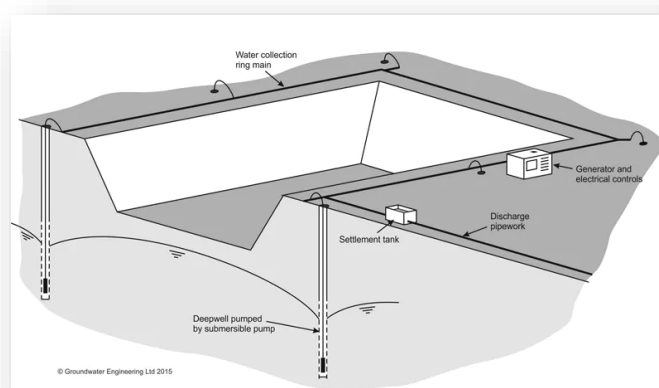 Water collection
ring main
Generator and
electrical controls
Discharge
pipework
Settlement tank
Deepwell pumped
by submersible pump
© Groundwater Engineering Ltd 2015